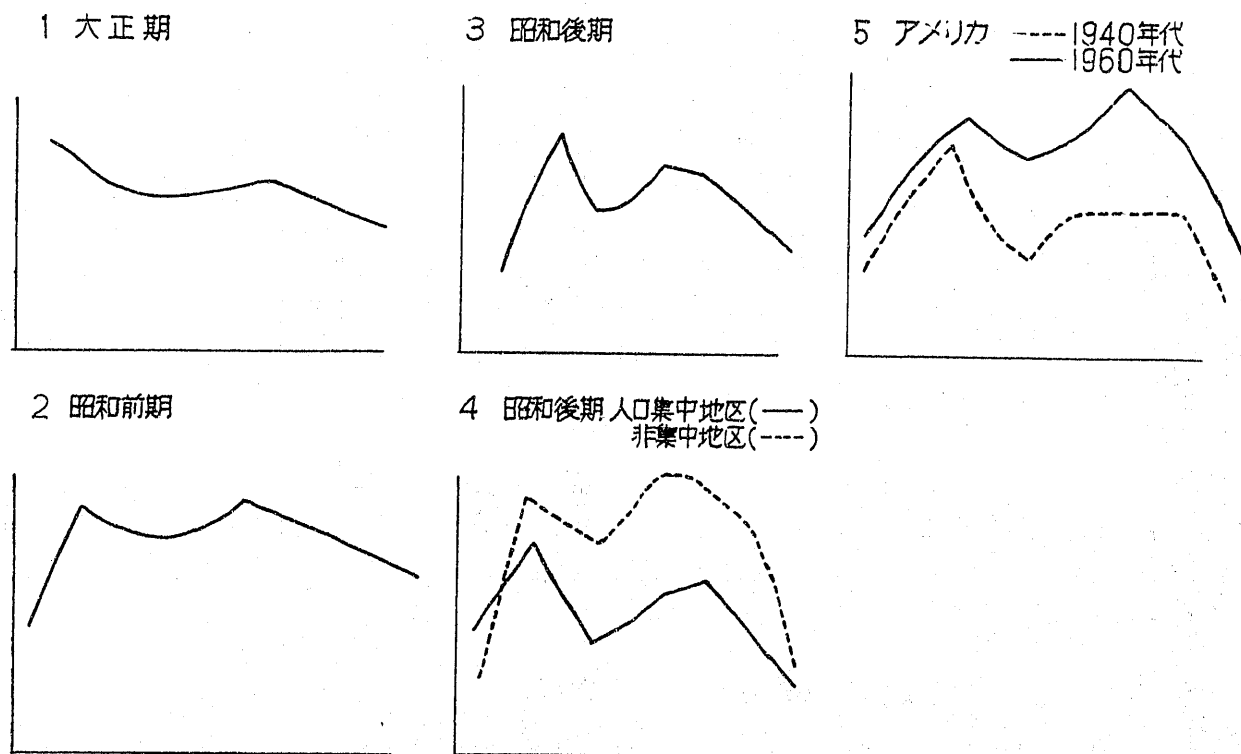 1 大正期
3 昭和後期
5 アメリカ ----1940年代
——1960年代
2 昭和前期
4 昭和後期 人口集中地区(——)
非集中地区(----)